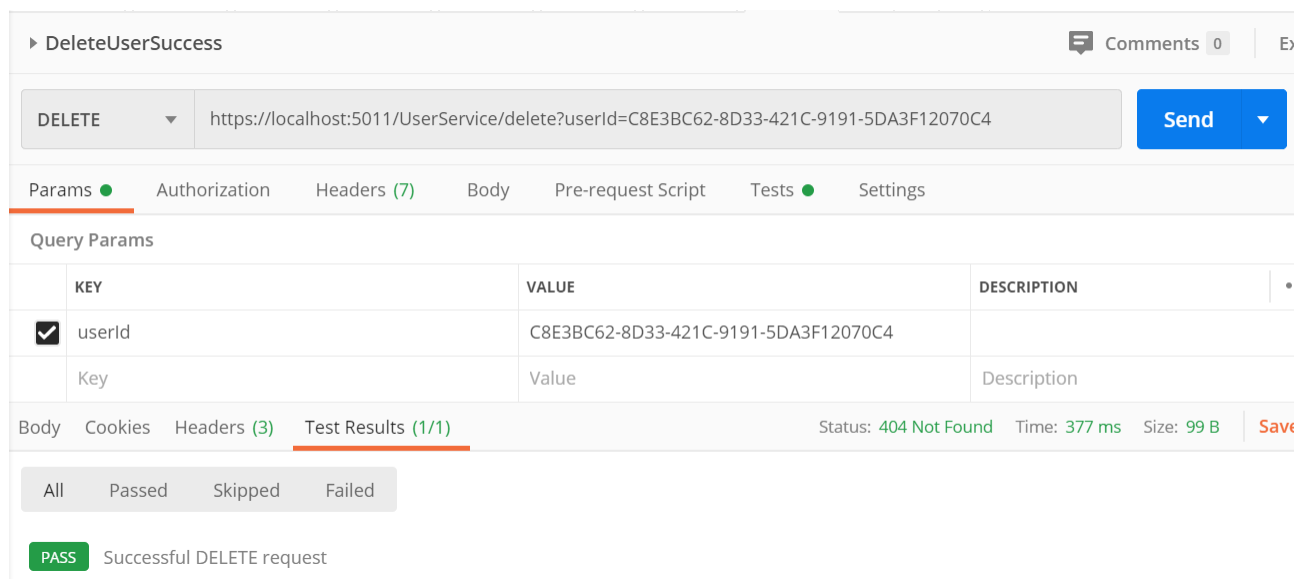 DeleteUserSuccess Comments 0
DELETE https://localhost:5011/UserService/delete?userId=C8E3BC62-8D33-421C-9191-5DA3F12070C4 Send
Params Authorization Headers (7) Body Pre-request Script Tests Settings
Query Params
KEY VALUE DESCRIPTION
userId C8E3BC62-8D33-421C-9191-5DA3F12070C4
Key Value Description
Body Cookies Headers (3) Test Results (1/1) Status: 404 Not Found Time: 377 ms Size: 99 B Save
All Passed Skipped Failed
PASS Successful DELETE request